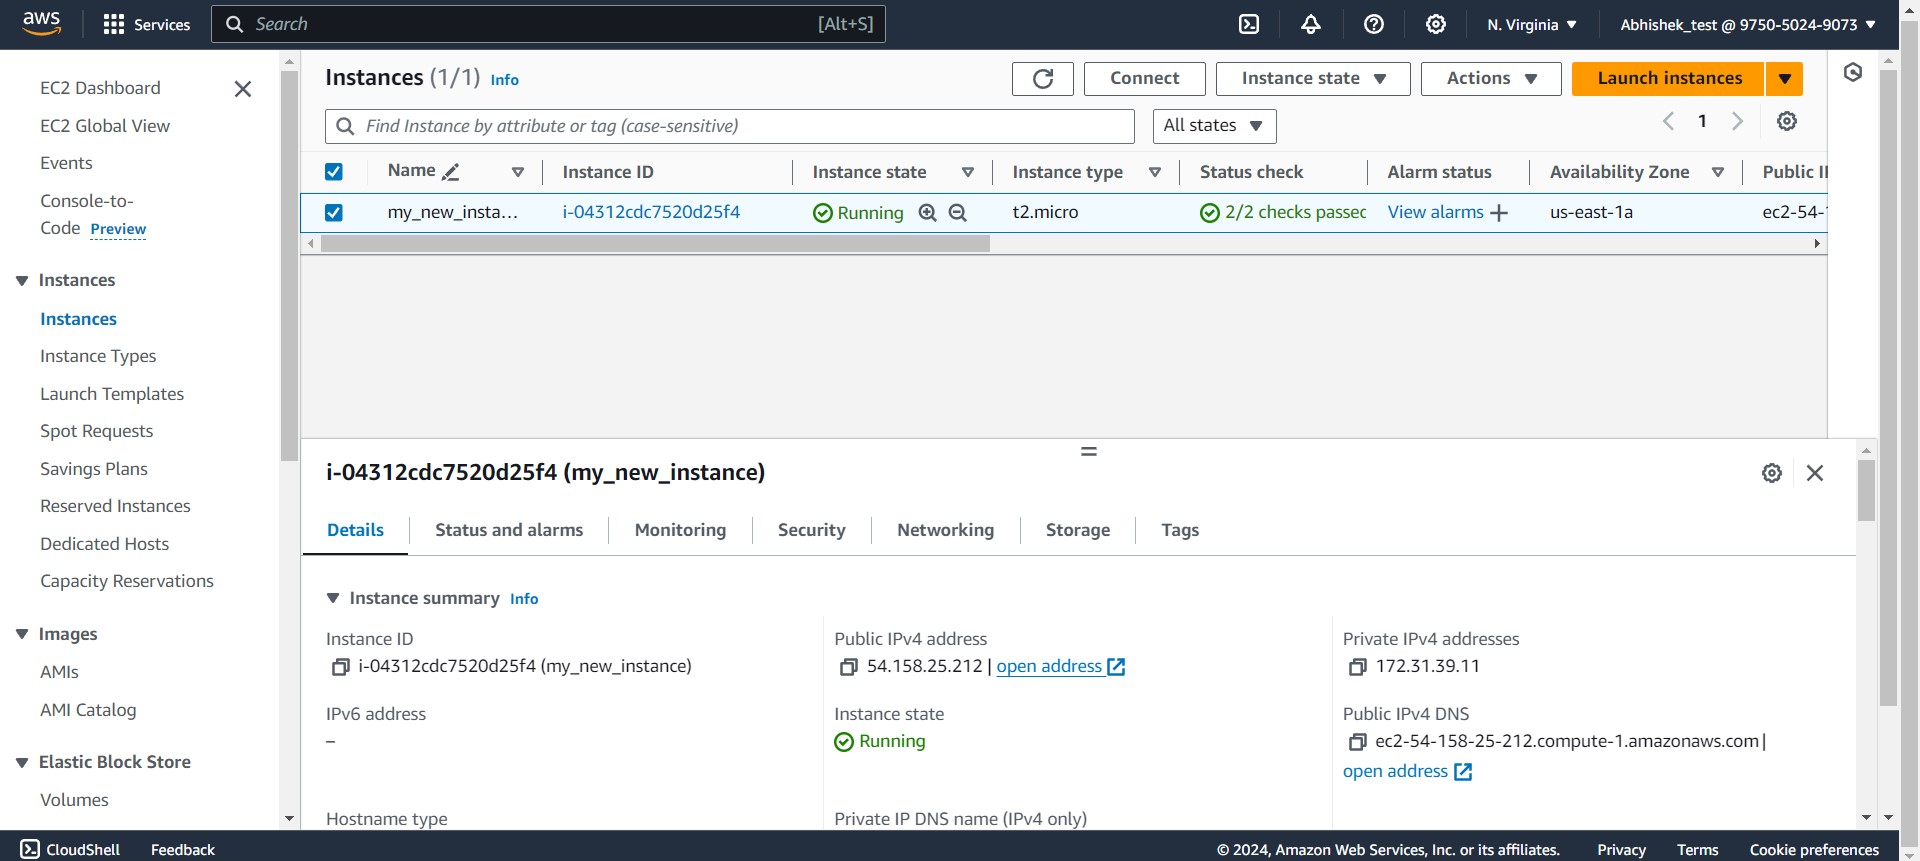 aws Services Search [Alt+S] N. Virginia Abhishek_test @ 9750-5024-9073
EC2 Dashboard
EC2 Global View
Events
Console-to-
Code Preview
Instances
Instances
Instance Types
Launch Templates
Spot Requests
Savings Plans
Reserved Instances
Dedicated Hosts
Capacity Reservations
Images
AMIs
AMI Catalog
Elastic Block Store
Volumes
Instances (1/1) Info Connect Instance state Actions Launch instances
Find Instance by attribute or tag (case-sensitive) All states 1
Name Instance ID Instance state Instance type Status check Alarm status Availability Zone Public
my_new_insta... i-04312cdc7520d25f4 Running t2.micro 2/2 checks View alarms us-east-1a ec2-54-
i-04312cdc7520d25f4 (my_new_instance)
Details Status and alarms Monitoring Security Networking Storage Tags
Instance summary Info
Instance ID Public IPv4 address Private IPv4 addresses
i-04312cdc7520d25f4 (my_new_instance) 54.158.25.212 | open address 172.31.39.11
IPv6 address Instance state Public IPv4 DNS
– Running ec2-54-158-25-212.compute-1.amazonaws.com |
open address
Hostname type Private IP DNS name (IPv4 only)
CloudShell Feedback © 2024, Amazon Web Services, Inc. or its affiliates. Privacy Terms Cookie preferences